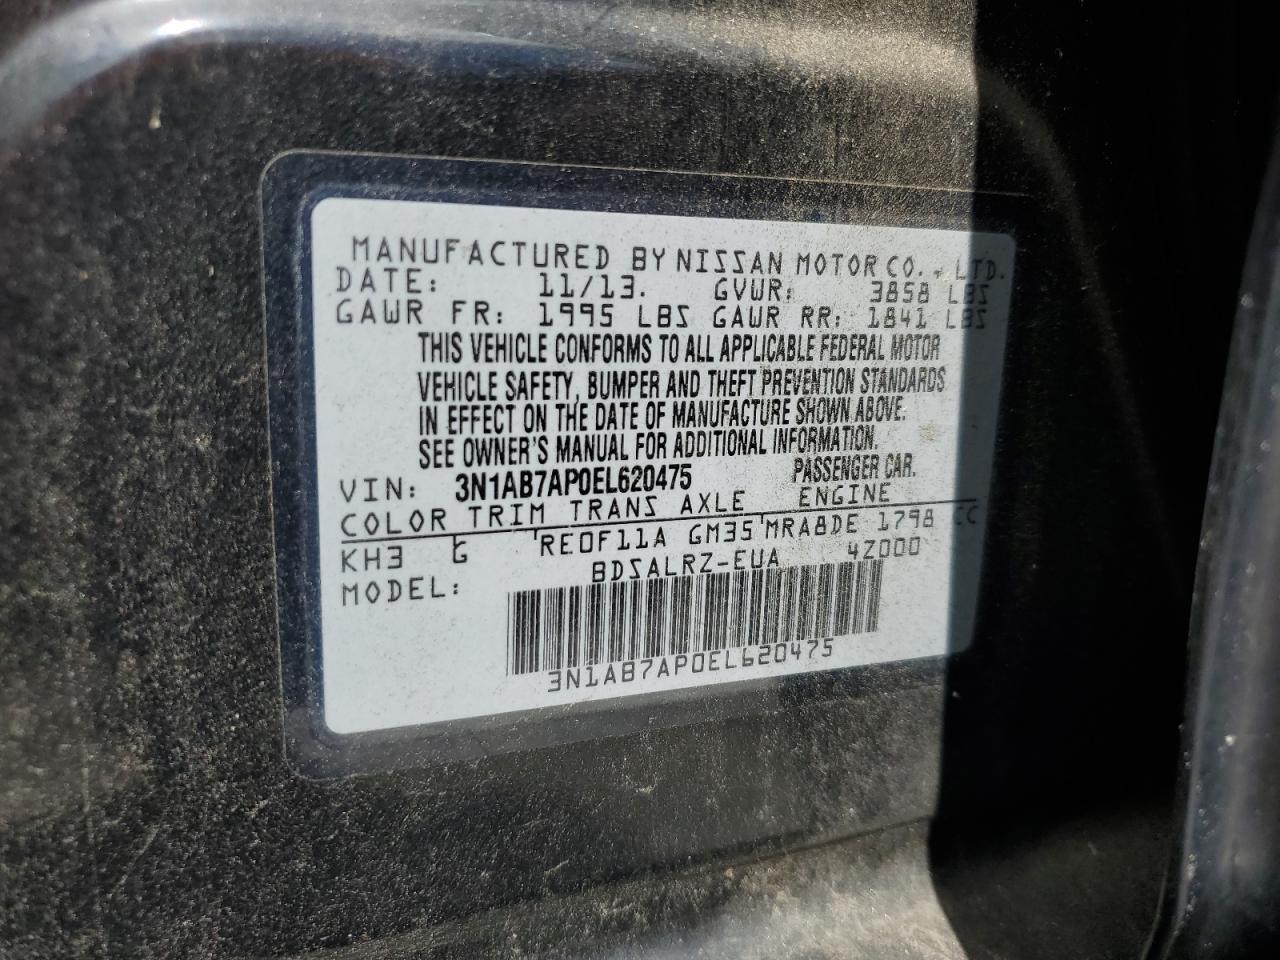 MANUFACTURED BY NISSAN MOTOR CO., LTD.
DATE: 11/13. GVWR: 3858 LBS
GAWR FR: 1995 LBS GAWR RR: 1841 LBS
THIS VEHICLE CONFORMS TO ALL APPLICABLE FEDERAL MOTOR
VEHICLE SAFETY, BUMPER AND THEFT PREVENTION STANDARDS
IN EFFECT ON THE DATE OF MANUFACTURE SHOWN ABOVE.
SEE OWNER'S MANUAL FOR ADDITIONAL INFORMATION.
VIN: 3N1AB7AP0EL620475 PASSENGER CAR.
COLOR TRIM TRANS AXLE ENGINE
KH3 G RE0F11A GM35 MRA8DE 1798 CC
MODEL: BDSALRZ-EUA 4Z000
3N1AB7AP0EL620475